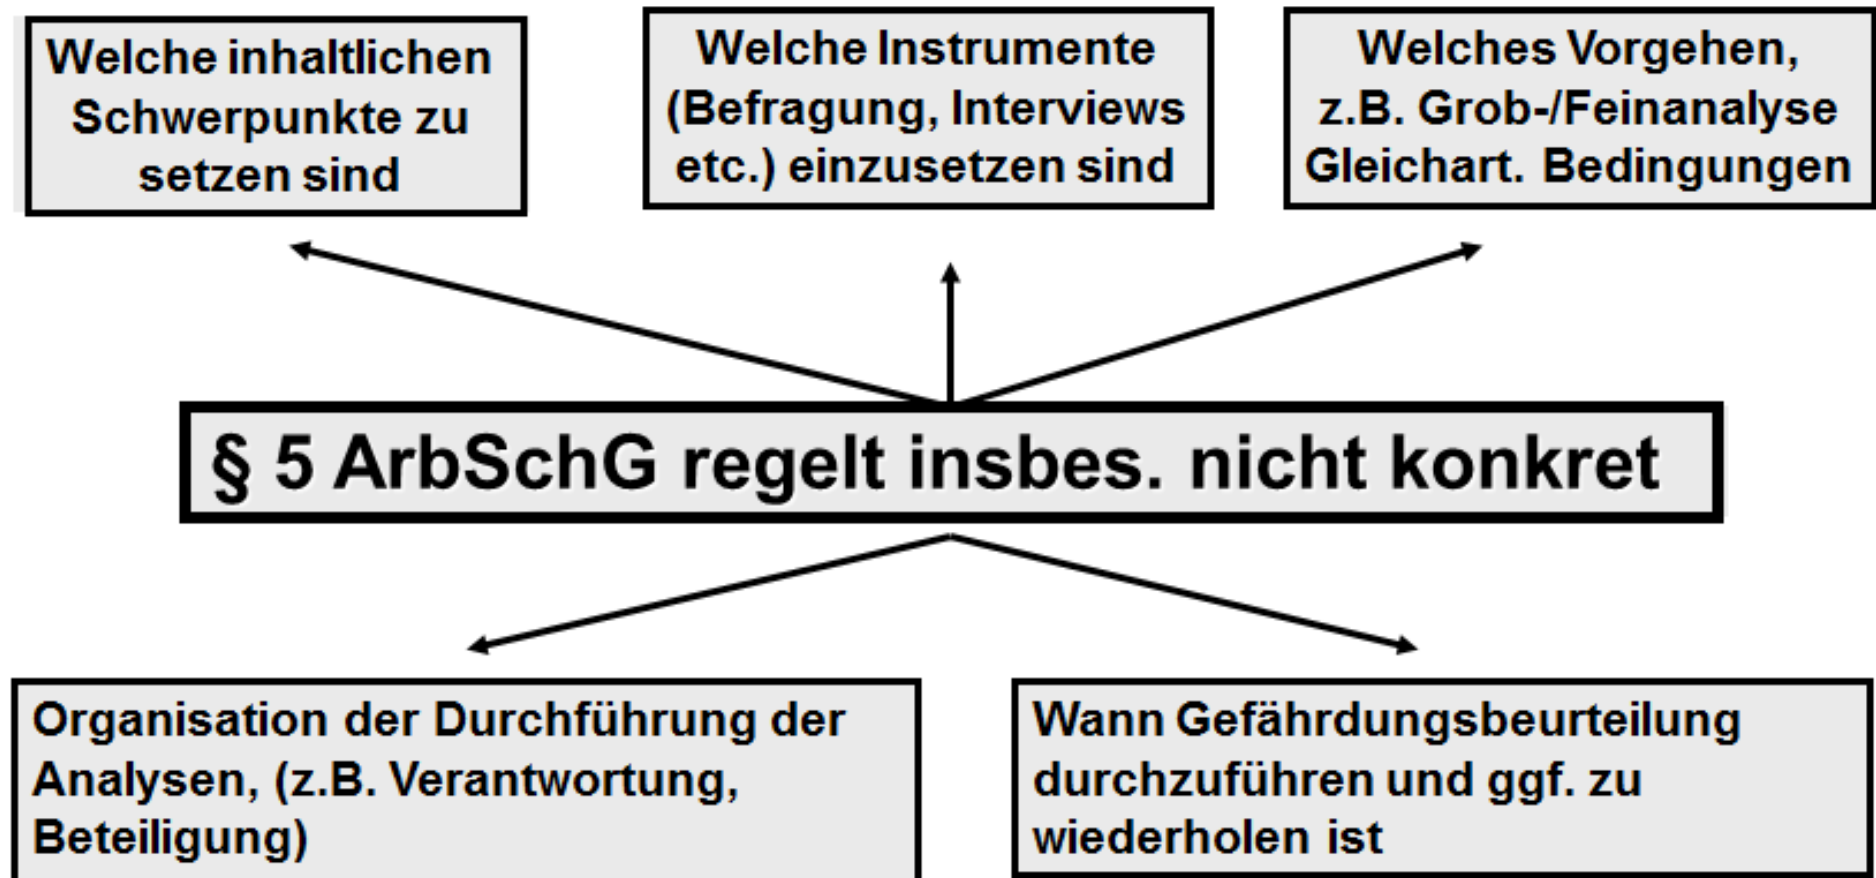 Welche inhaltlichen
Schwerpunkte zu
setzen sind
Welche Instrumente
(Befragung, Interviews
etc.) einzusetzen sind
Welches Vorgehen,
z.B. Grob-/Feinanalyse
Gleichart. Bedingungen
§ 5 ArbSchG regelt insbes. nicht konkret
Organisation der Durchführung der
Analysen, (z.B. Verantwortung,
Beteiligung)
Wann Gefährdungsbeurteilung
durchzuführen und ggf. zu
wiederholen ist